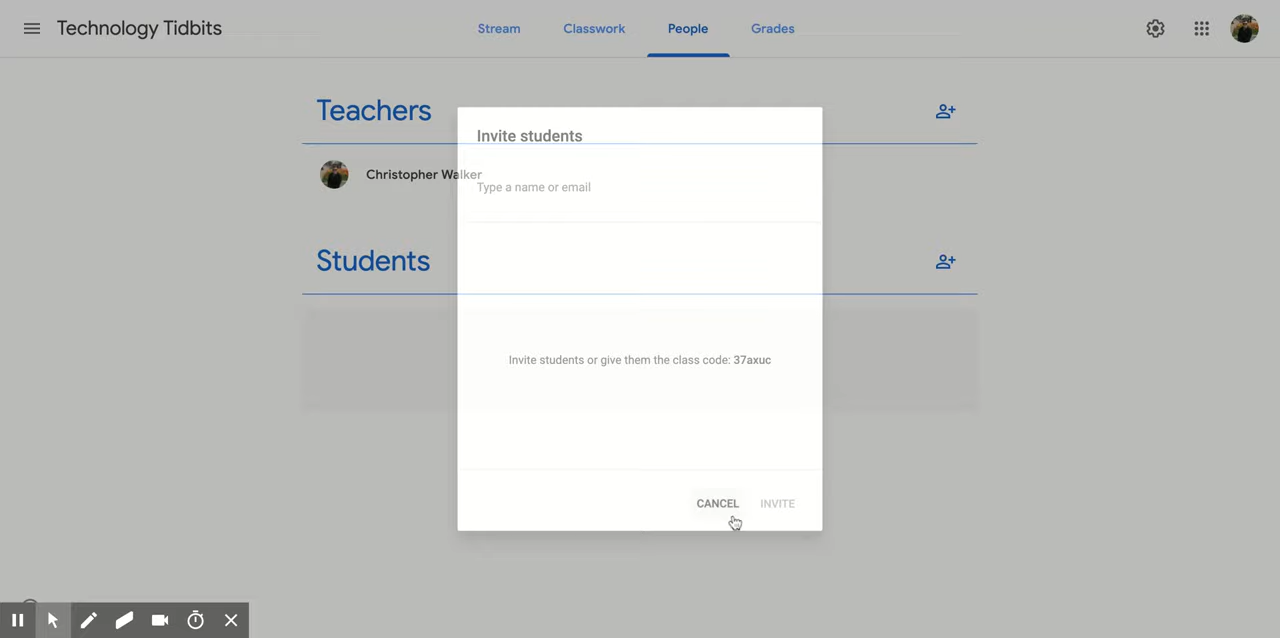 Technology Tidbits
Stream
Classwork
People
Grades
Teachers
Christopher Walker
Students
Invite students
Type a name or email
Invite students or give them the class code: 37axuc
CANCEL
INVITE